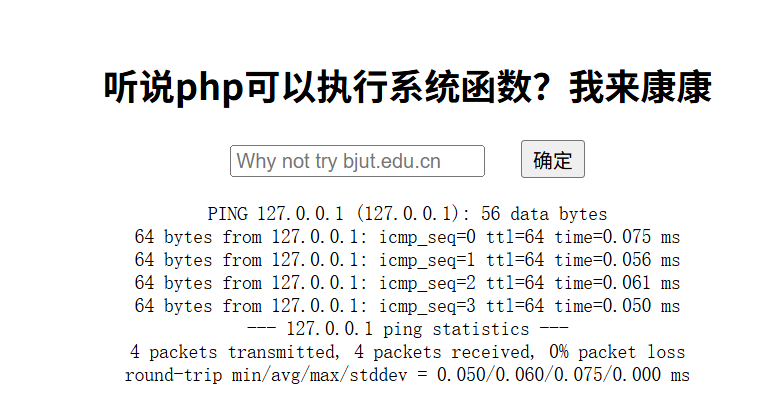 听说php可以执行系统函数？我来康康
Why not try bjut.edu.cn
确定
PING 127.0.0.1 (127.0.0.1): 56 data bytes
64 bytes from 127.0.0.1: icmp_seq=0 ttl=64 time=0.075 ms
64 bytes from 127.0.0.1: icmp_seq=1 ttl=64 time=0.056 ms
64 bytes from 127.0.0.1: icmp_seq=2 ttl=64 time=0.061 ms
64 bytes from 127.0.0.1: icmp_seq=3 ttl=64 time=0.050 ms
--- 127.0.0.1 ping statistics ---
4 packets transmitted, 4 packets received, 0% packet loss
round-trip min/avg/max/stddev = 0.050/0.060/0.075/0.000 ms